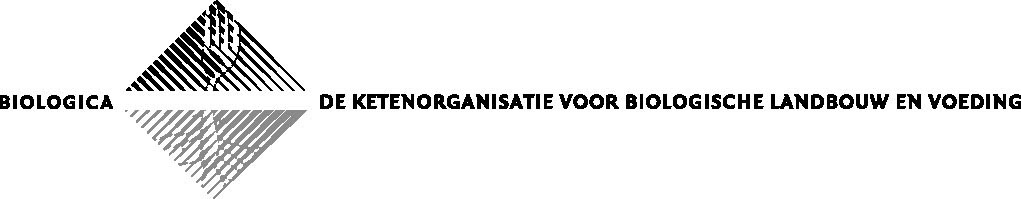 BIOLOGICA DE KETENORGANISATIE VOOR BIOLOGISCHE LANDBOUW EN VOEDING